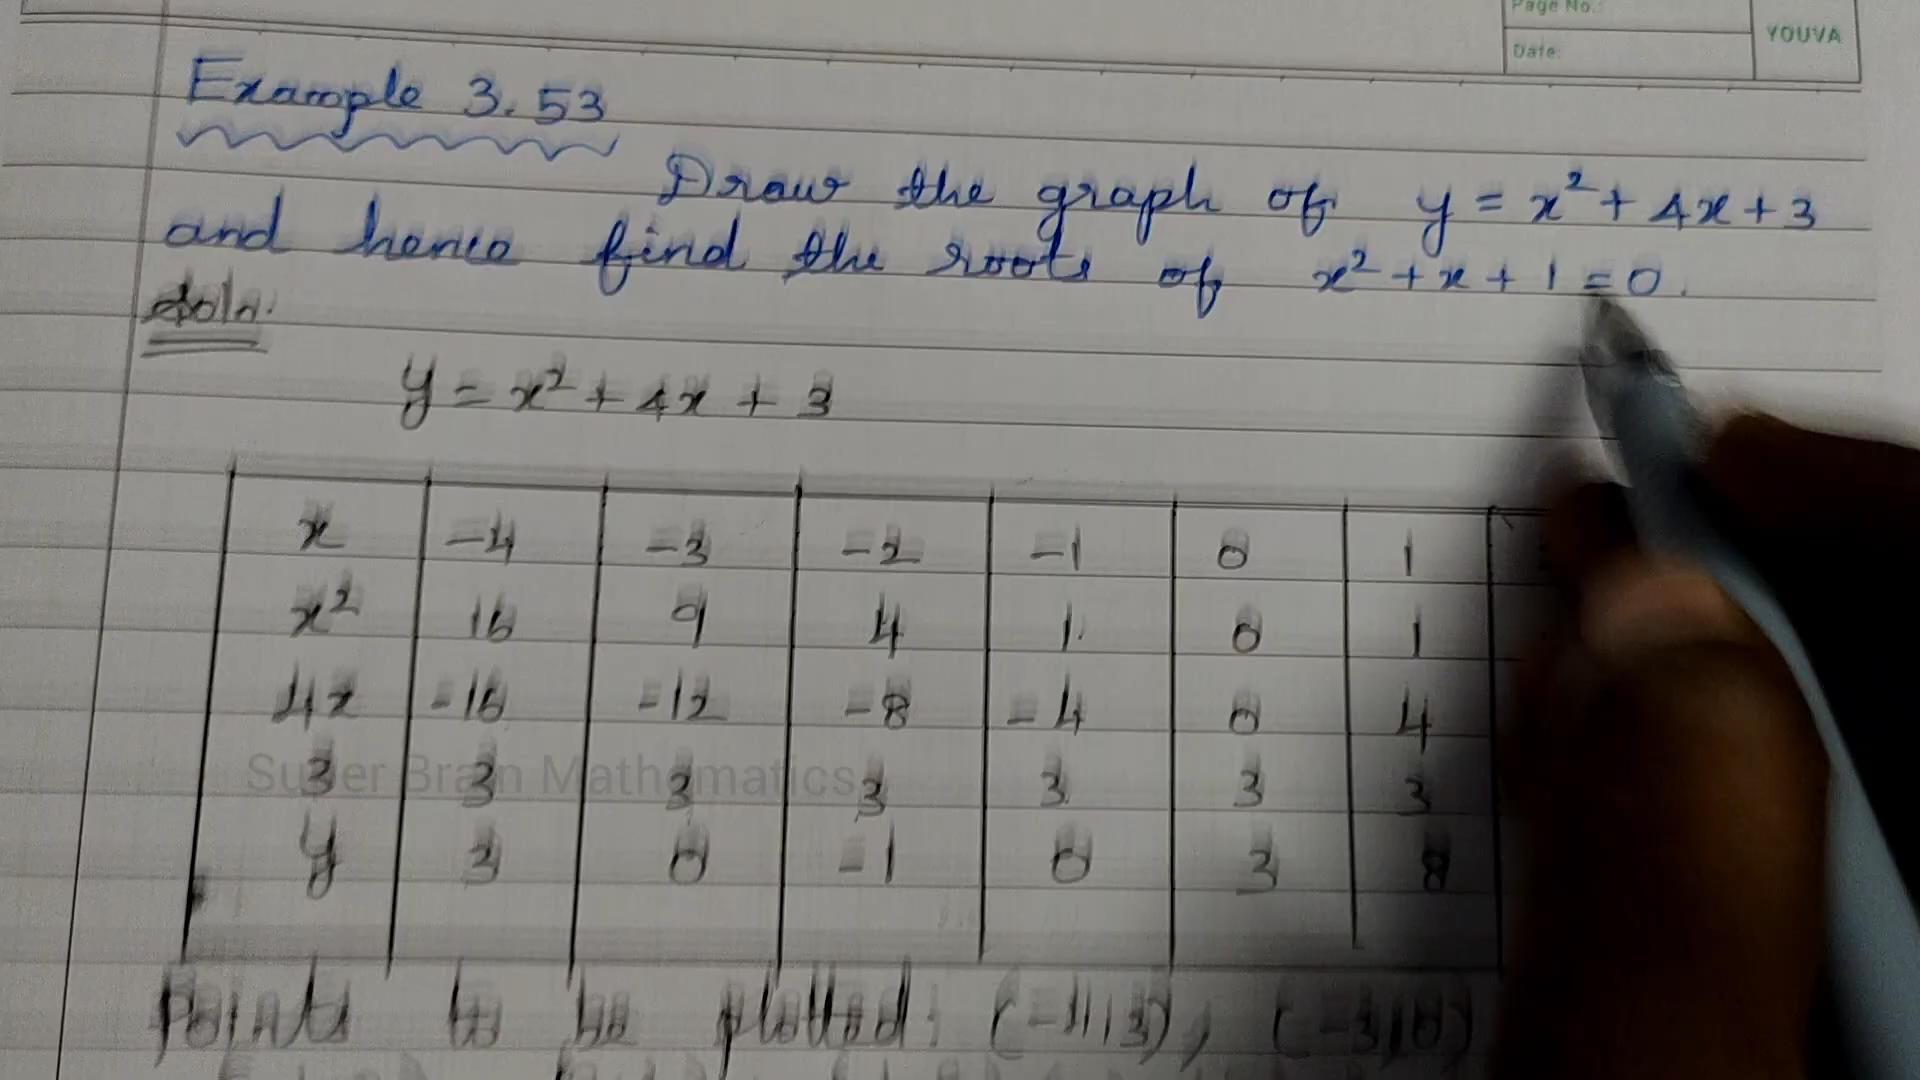 Page No.:
Date:
YOUVA
Example 3.53
Draw the graph of y = x² + 4x + 3
and hence find the roots of x² + x + 1 = 0.
Soln:
y = x² + 4x + 3
x -4 -3 -2 -1 0 1
x² 16 9 4 1 0 1
4x -16 -12 -8 -4 0 4
3 3 3 3 3 3 3
Super Brain Mathematics
y 3 0 -1 0 3 8
Points to be plotted: (-4,3), (-3,0)